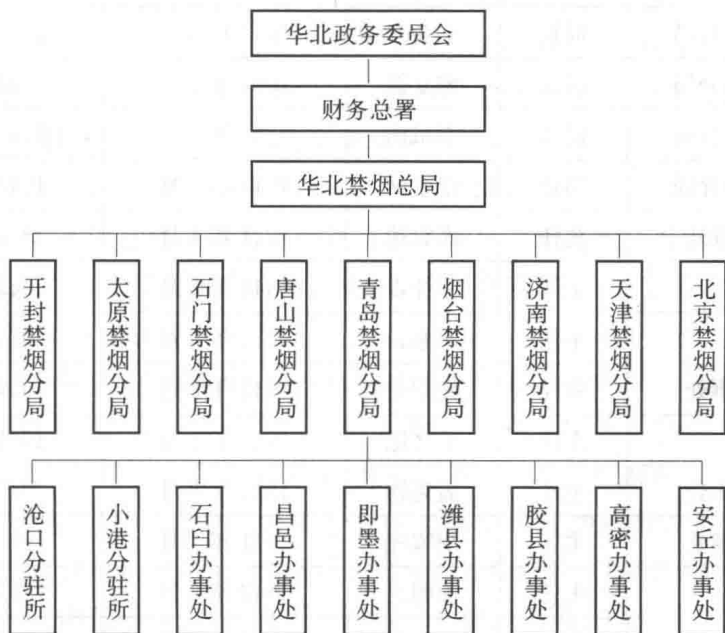 华北政务委员会
财务总署
华北禁烟总局
开封禁烟分局
太原禁烟分局
石门禁烟分局
唐山禁烟分局
青岛禁烟分局
烟台禁烟分局
济南禁烟分局
天津禁烟分局
北京禁烟分局
沧口分驻所
小港分驻所
石臼办事处
昌邑办事处
即墨办事处
潍县办事处
胶县办事处
高密办事处
安丘办事处